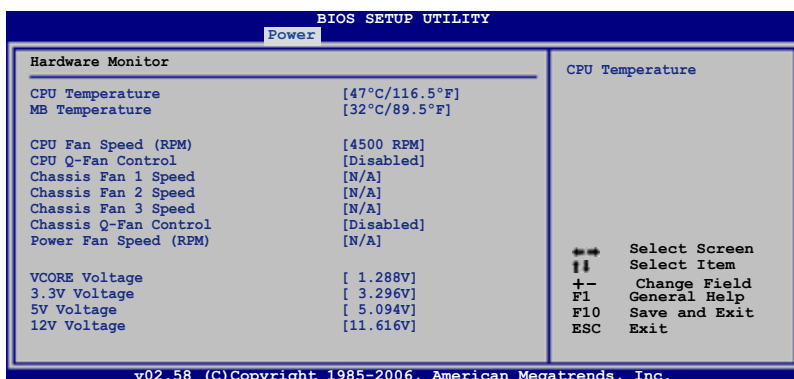 BIOS SETUP UTILITY
Power
Hardware Monitor
CPU Temperature [47°C/116.5°F]
MB Temperature [32°C/89.5°F]
CPU Fan Speed (RPM) [4500 RPM]
CPU Q-Fan Control [Disabled]
Chassis Fan 1 Speed [N/A]
Chassis Fan 2 Speed [N/A]
Chassis Fan 3 Speed [N/A]
Chassis Q-Fan Control [Disabled]
Power Fan Speed (RPM) [N/A]
VCORE Voltage [ 1.288V]
3.3V Voltage [ 3.296V]
5V Voltage [ 5.094V]
12V Voltage [11.616V]
CPU Temperature
←→ Select Screen
↑↓ Select Item
+- Change Field
F1 General Help
F10 Save and Exit
ESC Exit
v02.58 (C)Copyright 1985-2006, American Megatrends, Inc.